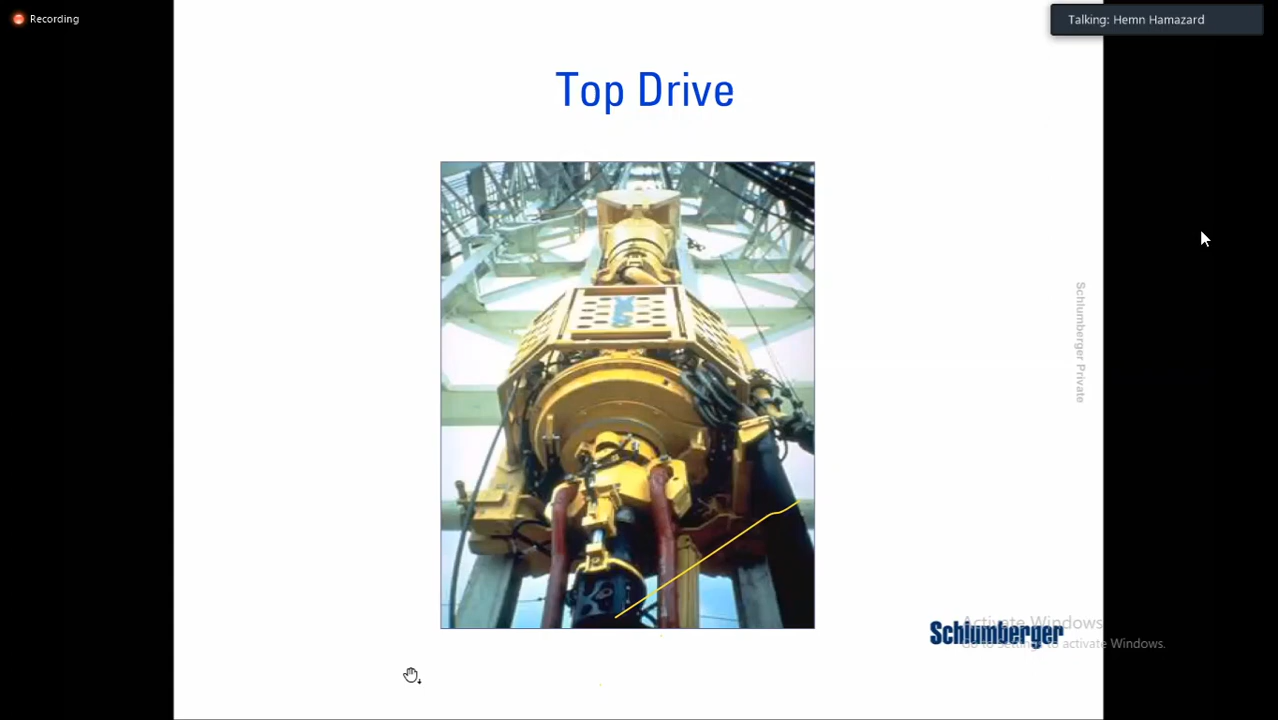 Recording
Talking: Hemn Hamazard
Top Drive
Schlumberger Private
Schlumberger
Activate Windows
Go to Settings to activate Windows.